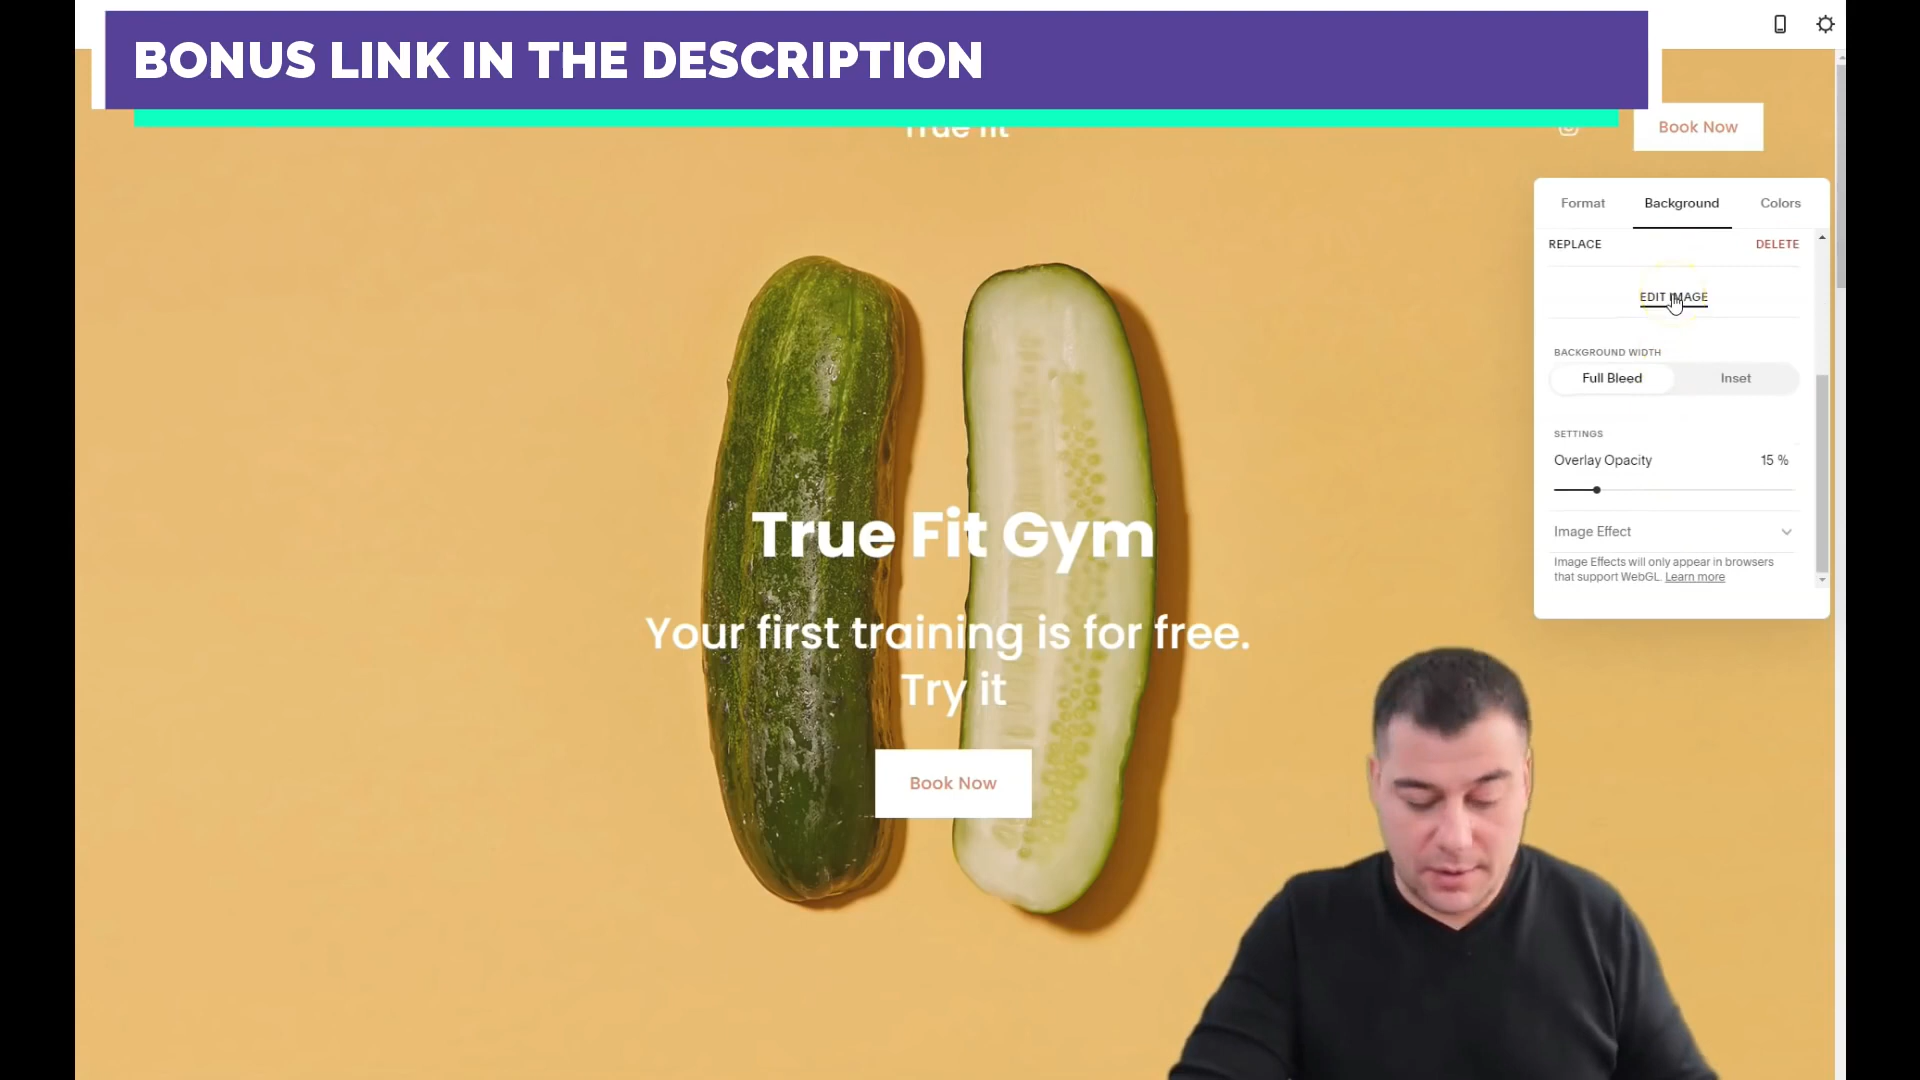 BONUS LINK IN THE DESCRIPTION
True fit
Book Now
Format
Background
Colors
REPLACE
DELETE
EDIT IMAGE
BACKGROUND WIDTH
Full Bleed
Inset
SETTINGS
Overlay Opacity
15 %
Image Effect
Image Effects will only appear in browsers
that support WebGL. Learn more
True Fit Gym
Your first training is for free.
Try it
Book Now